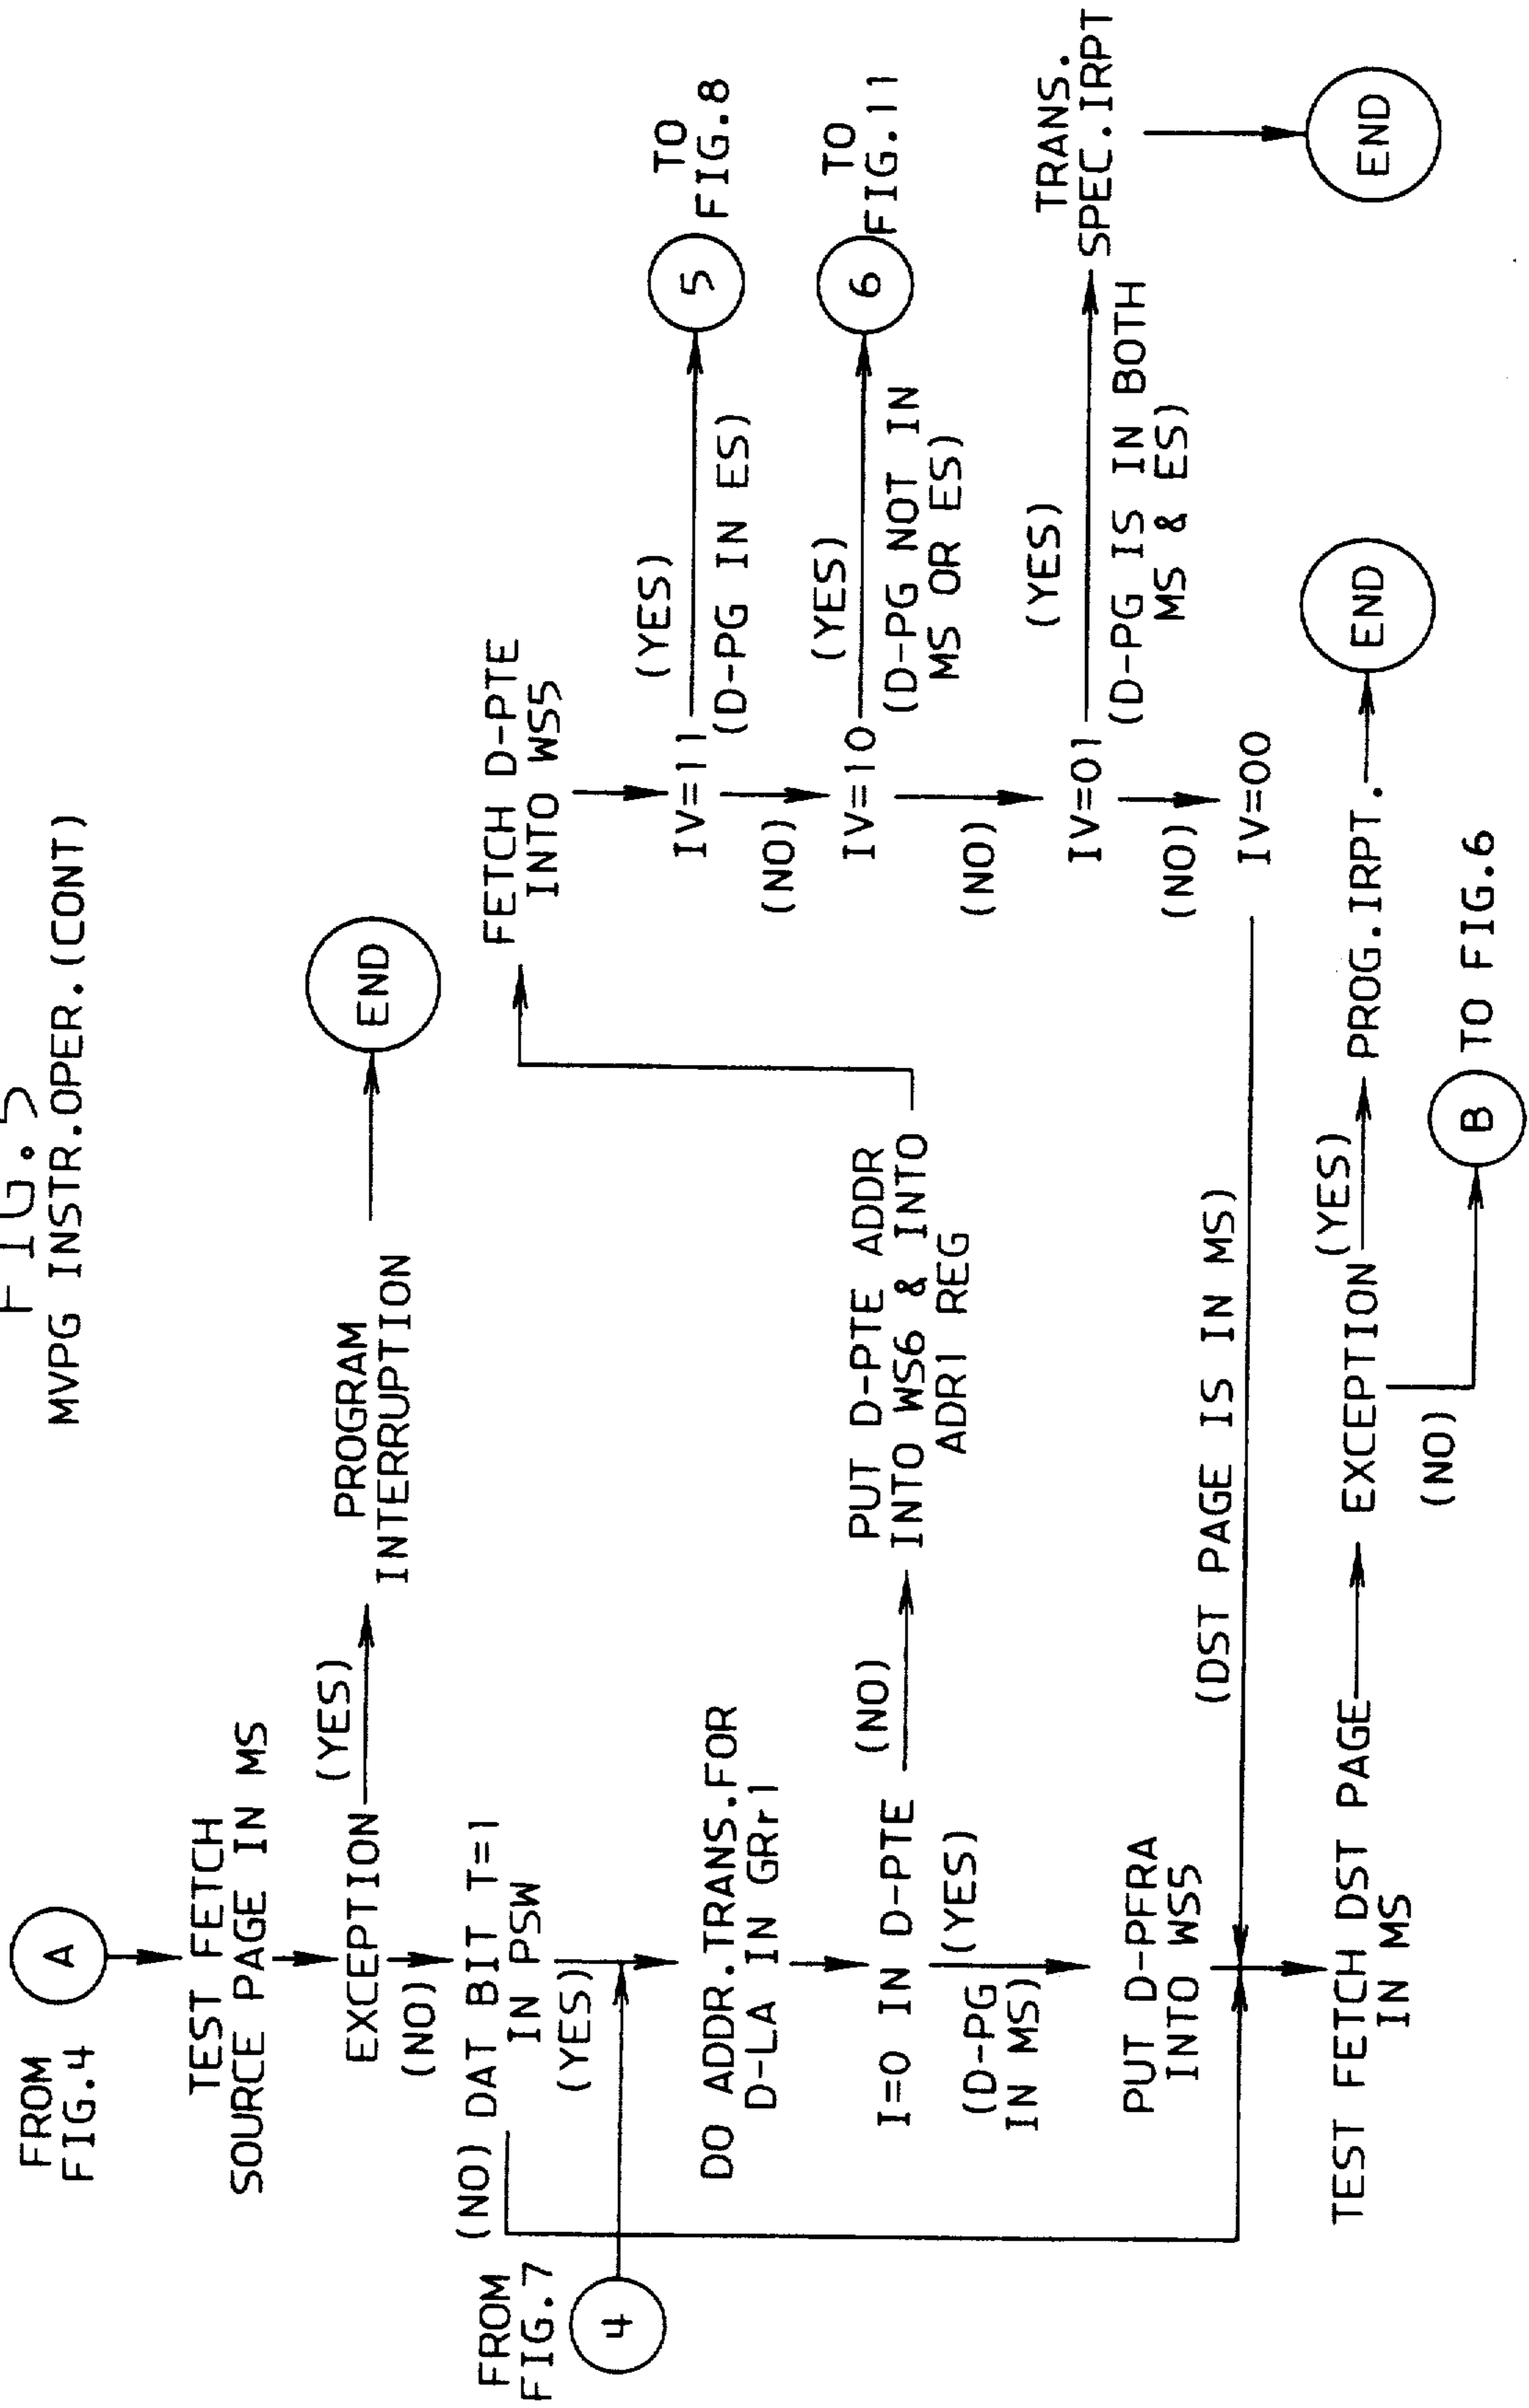 FIG.5
MVPG INSTR.OPER.(CONT)
FROM
FIG.4
A
TEST FETCH
SOURCE PAGE IN MS
EXCEPTION
(YES)
PROGRAM
INTERRUPTION
END
(NO)
(NO)
DAT BIT T=1
IN PSW
(YES)
FROM
FIG.7
4
DO ADDR.TRANS.FOR
D-LA IN GRr1
I=0 IN D-PTE
(NO)
PUT D-PTE ADDR
INTO WS6 & INTO
ADR1 REG
FETCH D-PTE
INTO WS5
IV=11
(YES)
(D-PG IN ES)
5
TO
FIG.8
(NO)
IV=10
(YES)
(D-PG NOT IN
MS OR ES)
6
TO
FIG.11
(NO)
IV=01
(YES)
(D-PG IS IN BOTH
MS & ES)
TRANS.
SPEC.IRPT
END
(NO)
IV=00
(DST PAGE IS IN MS)
(YES)
(D-PG
IN MS)
PUT D-PFRA
INTO WS5
TEST FETCH DST PAGE
IN MS
EXCEPTION
(YES)
PROG.IRPT.
END
(NO)
B
TO FIG.6